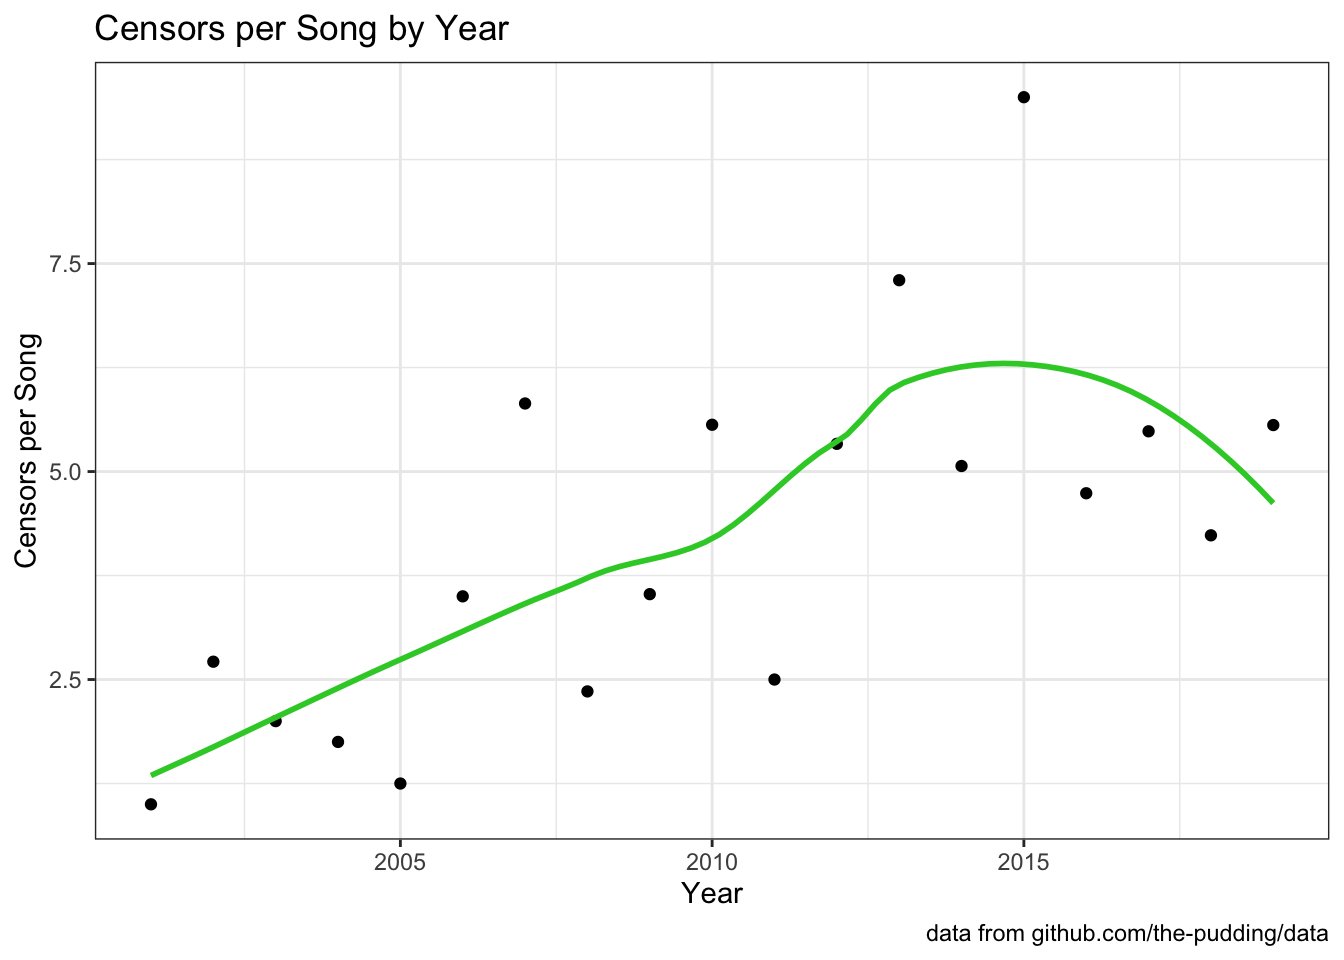 Censors per Song by Year
Censors per Song
7.5
5.0
2.5
2005
2010
2015
Year
data from github.com/the-pudding/data